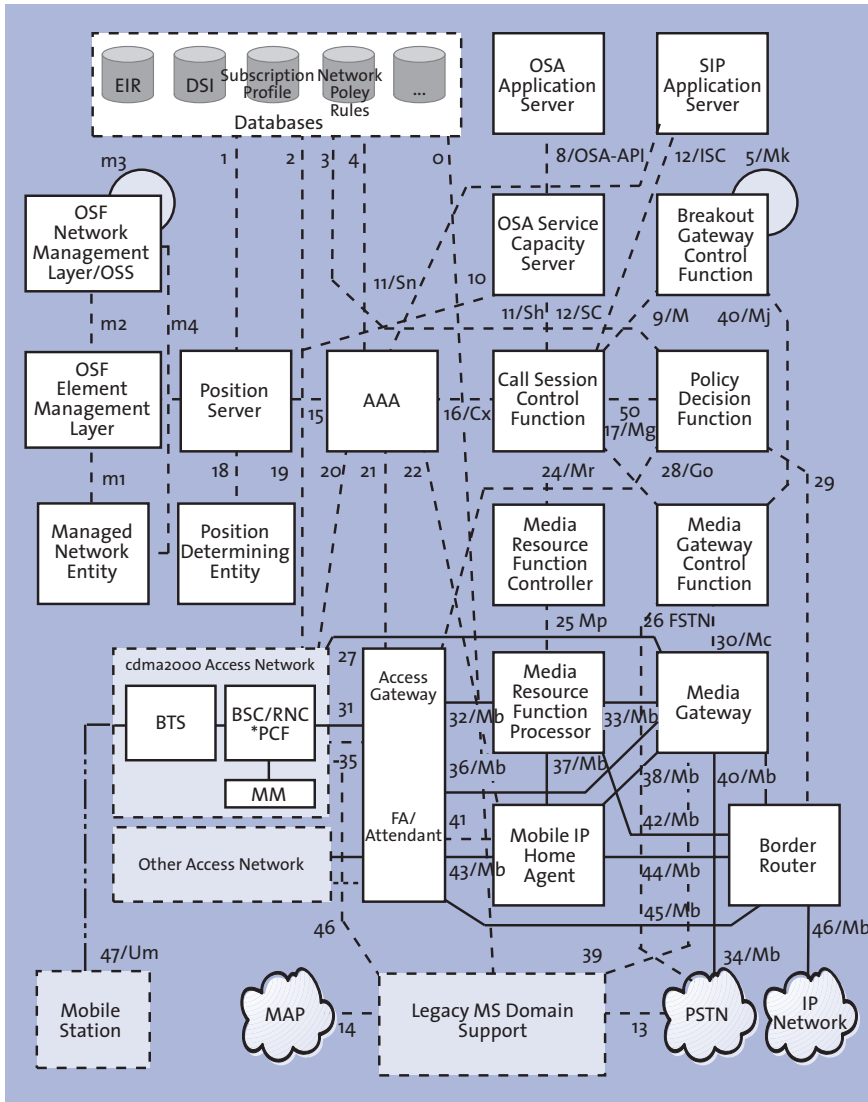 EIR
DSI
Subscription
Profile
Network
Poley
Rules
...
Databases
OSA
Application
Server
SIP
Application
Server
m3
1
2
3
4
0
8/OSA-API
12/ISC
5/Mk
OSF
Network
Management
Layer/OSS
OSA Service
Capacity
Server
Breakout
Gateway
Control
Function
11/Sn
10
11/Sh
12/SC
9/M
40/Mj
m2
m4
OSF
Element
Management
Layer
Position
Server
15
AAA
16/Cx
Call Session
Control
Function
50
17/Mg
Policy
Decision
Function
m1
18
19
20
21
22
24/Mr
28/Go
29
Managed
Network
Entity
Position
Determining
Entity
Media
Resource
Function
Controller
Media
Gateway
Control
Function
25 Mp
26 FSTN
30/Mc
cdma2000 Access Network
27
BTS
BSC/RNC
*PCF
MM
31
35
Access
Gateway
FA/
Attendant
32/Mb
Media
Resource
Function
Processor
33/Mb
Media
Gateway
36/Mb
37/Mb
38/Mb
40/Mb
41
42/Mb
Other Access Network
43/Mb
Mobile IP
Home
Agent
44/Mb
Border
Router
45/Mb
46
39
34/Mb
46/Mb
47/Um
Mobile
Station
MAP
14
Legacy MS Domain
Support
13
PSTN
IP
Network